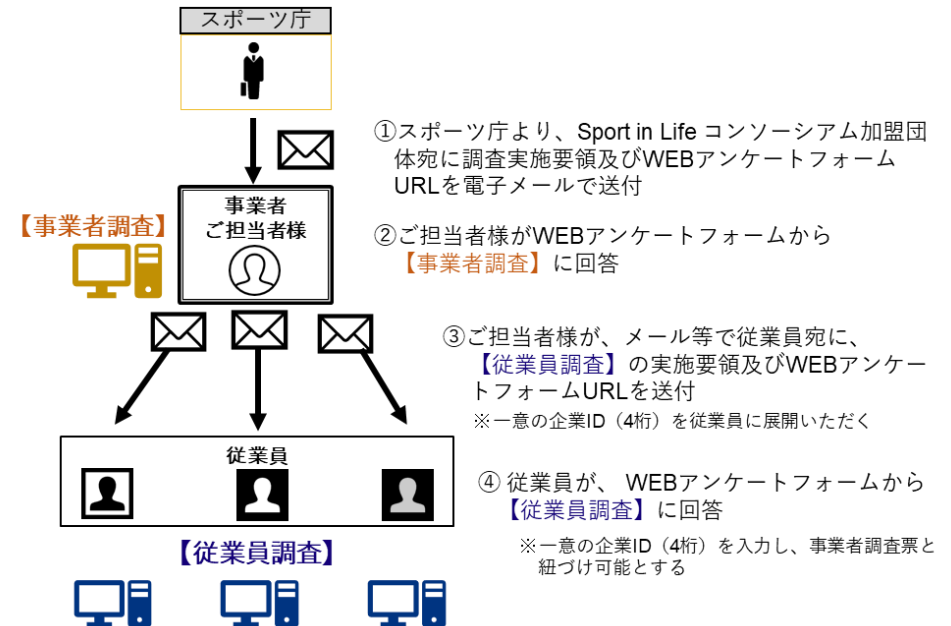 スポーツ庁
①スポーツ庁より、Sport in Life コンソーシアム加盟団
体宛に調査実施要領及びWEBアンケートフォーム
URLを電子メールで送付
事業者
ご担当者様
【事業者調査】
②ご担当者様がWEBアンケートフォームから
【事業者調査】に回答
③ご担当者様が、メール等で従業員宛に、
【従業員調査】の実施要領及びWEBアンケー
トフォームURLを送付
※一意の企業ID（4桁）を従業員に展開いただく
従業員
④ 従業員が、 WEBアンケートフォームから
【従業員調査】に回答
※一意の企業ID（4桁）を入力し、事業者調査票と
紐づけ可能とする
【従業員調査】